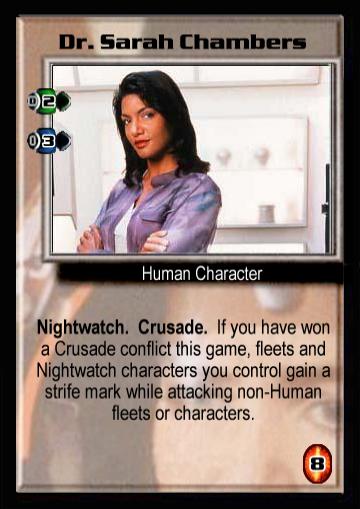 Dr. Sarah Chambers
2
3
Human Character
Nightwatch. Crusade. If you have won
a Crusade conflict this game, fleets and
Nightwatch characters you control gain a
strife mark while attacking non-Human
fleets or characters.
8